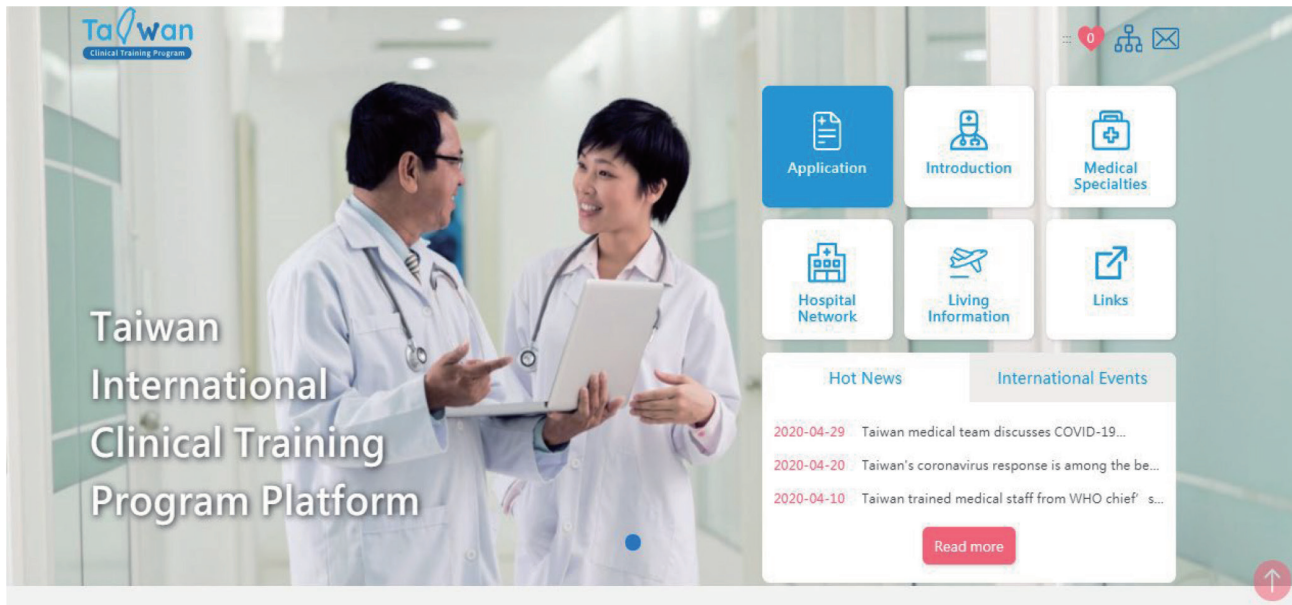 Taiwan
Clinical Training Program
0
Application
Introduction
Medical
Specialties
Hospital
Network
Living
Information
Links
Taiwan
International
Clinical Training
Program Platform
Hot News
International Events
2020-04-29 Taiwan medical team discusses COVID-19...
2020-04-20 Taiwan's coronavirus response is among the be...
2020-04-10 Taiwan trained medical staff from WHO chief' s...
Read more